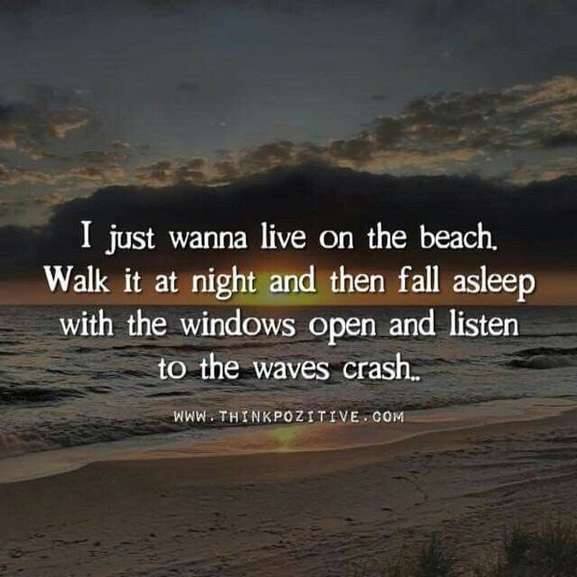 I just wanna live on the beach.
Walk it at night and then fall asleep
with the windows open and listen
to the waves crash..
WWW.THINKPOZITIVE.COM